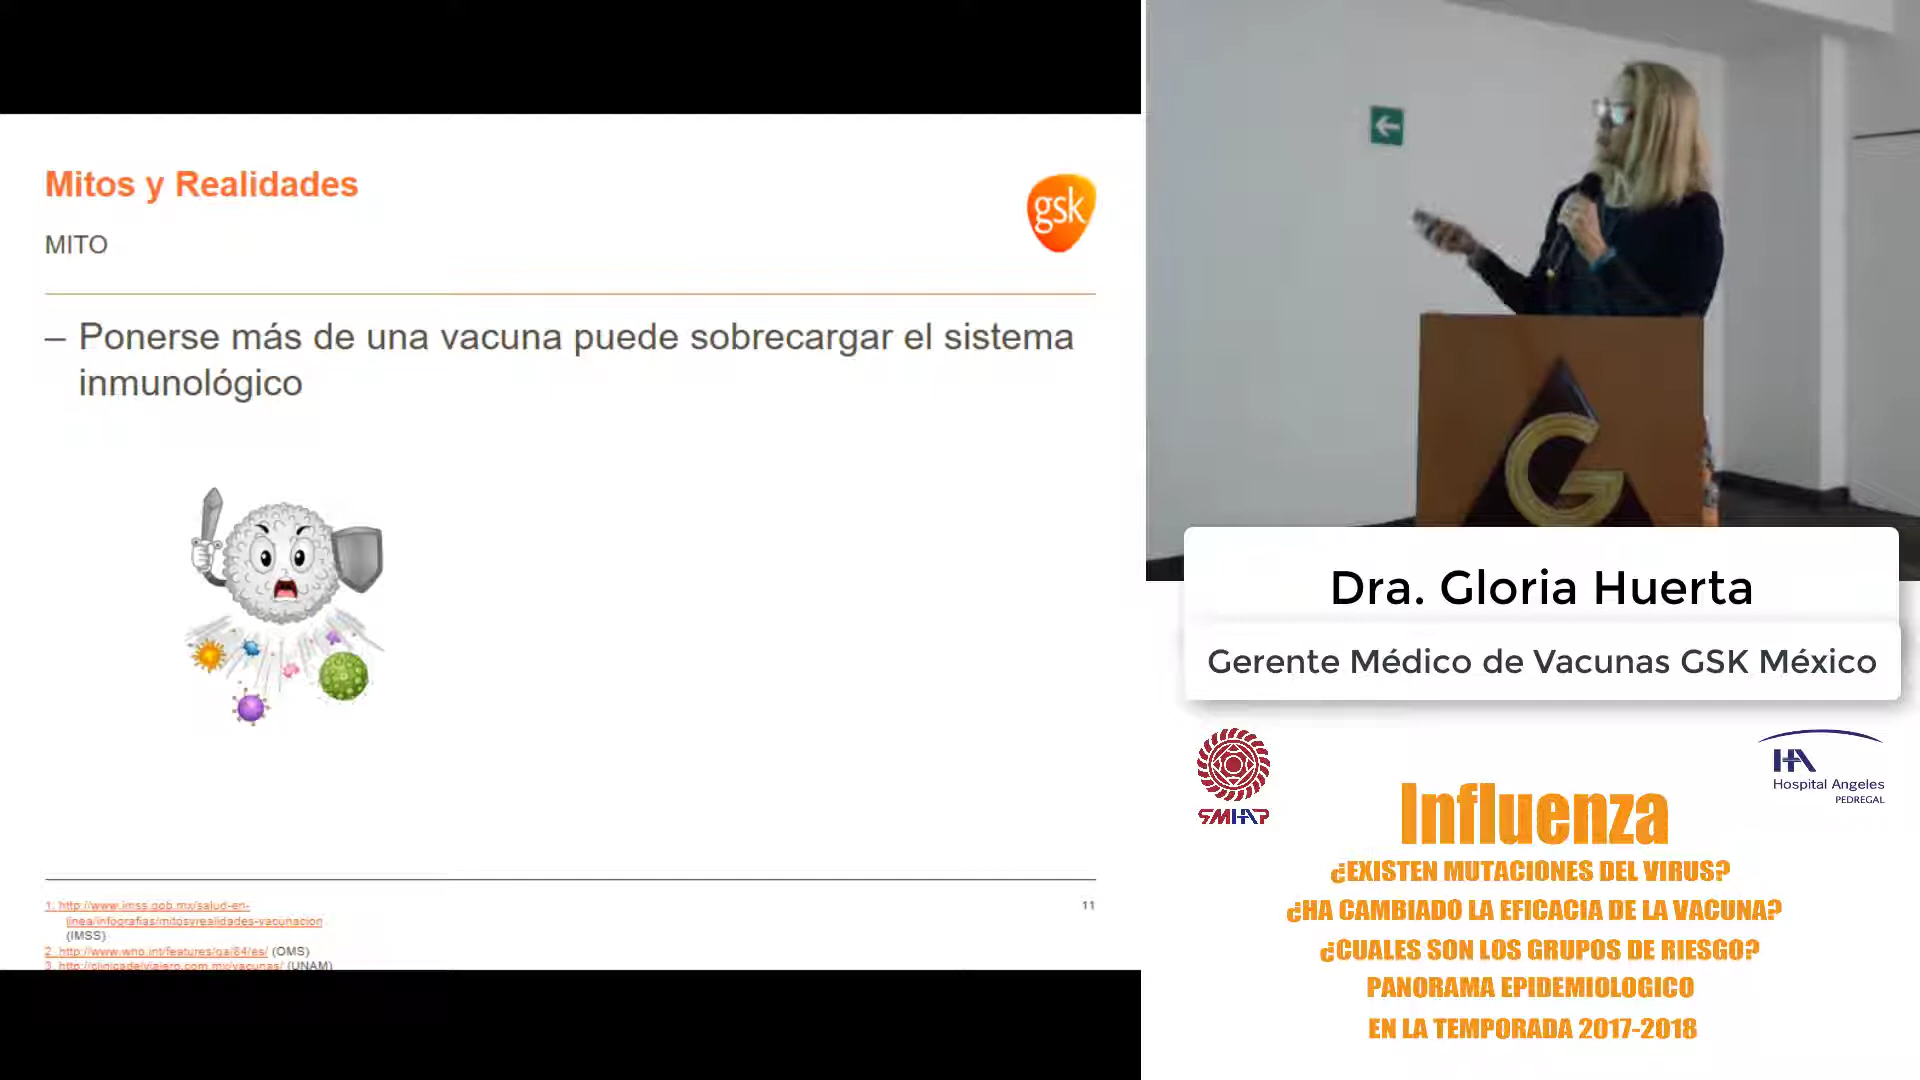 Mitos y Realidades
gsk
MITO
– Ponerse más de una vacuna puede sobrecargar el sistema
inmunológico
1. http://www.imss.gob.mx/salud-en-
linea/infografias/mitosyrealidades-vacunacion
(IMSS)
2. http://www.who.int/features/qa/84/es/ (OMS)
3. http://clinicadelviajero.com.mx/vacunas/ (UNAM)
11
G
Dra. Gloria Huerta
Gerente Médico de Vacunas GSK México
SMHAP
HA
Hospital Angeles
PEDREGAL
Influenza
¿EXISTEN MUTACIONES DEL VIRUS?
¿HA CAMBIADO LA EFICACIA DE LA VACUNA?
¿CUALES SON LOS GRUPOS DE RIESGO?
PANORAMA EPIDEMIOLOGICO
EN LA TEMPORADA 2017-2018